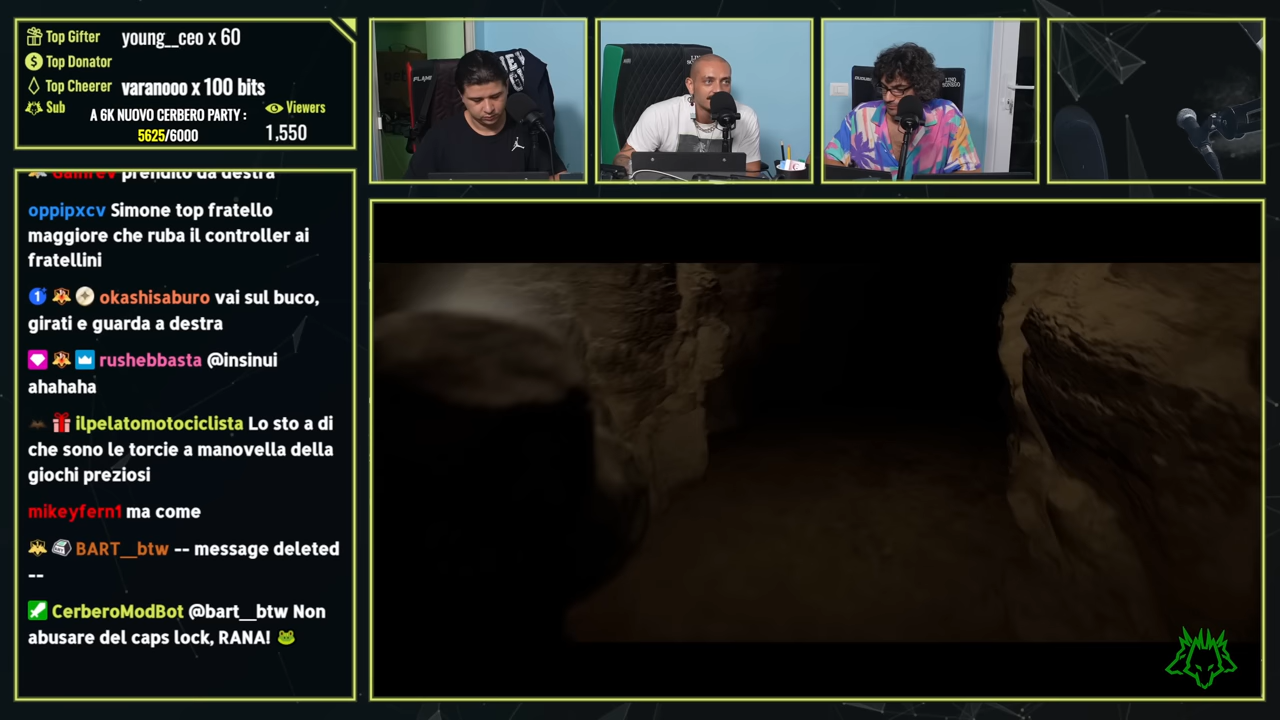 Top Gifter young__ceo x 60
Top Donator
Top Cheerer varanooo x 100 bits
Sub A 6K NUOVO CERBERO PARTY :
5625/6000
Viewers
1,550
prendito da destra
oppipxcv Simone top fratello
maggiore che ruba il controller ai
fratellini
okashisaburo vai sul buco,
girati e guarda a destra
rushebbasta @insinui
ahahaha
ilpelatomotociclista Lo sto a di
che sono le torcie a manovella della
giochi preziosi
mikeyfern1 ma come
BART__btw -- message deleted
--
CerberoModBot @bart__btw Non
abusare del caps lock, RANA!